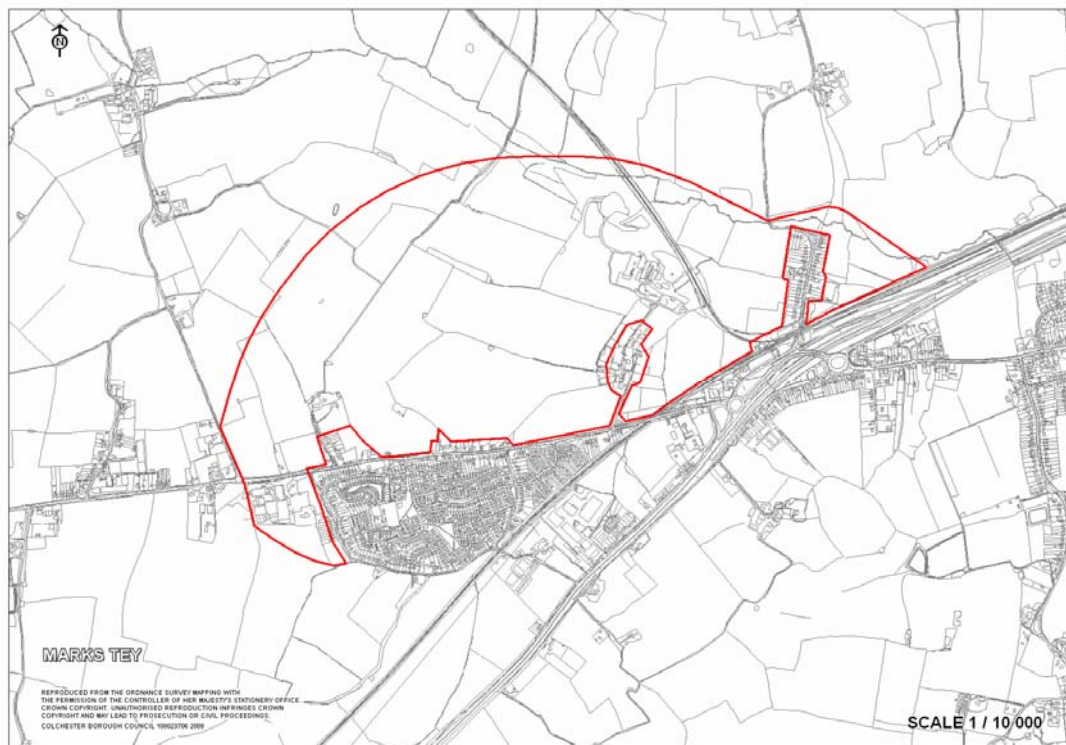 N
MARKS TEY
REPRODUCED FROM THE ORDNANCE SURVEY MAPPING WITH
THE PERMISSION OF THE CONTROLLER OF HER MAJESTY'S STATIONERY OFFICE
CROWN COPYRIGHT. UNAUTHORISED REPRODUCTION INFRINGES CROWN
COPYRIGHT AND MAY LEAD TO PROSECUTION OR CIVIL PROCEEDINGS.
COLCHESTER BOROUGH COUNCIL 100023706 2008
SCALE 1 / 10 000